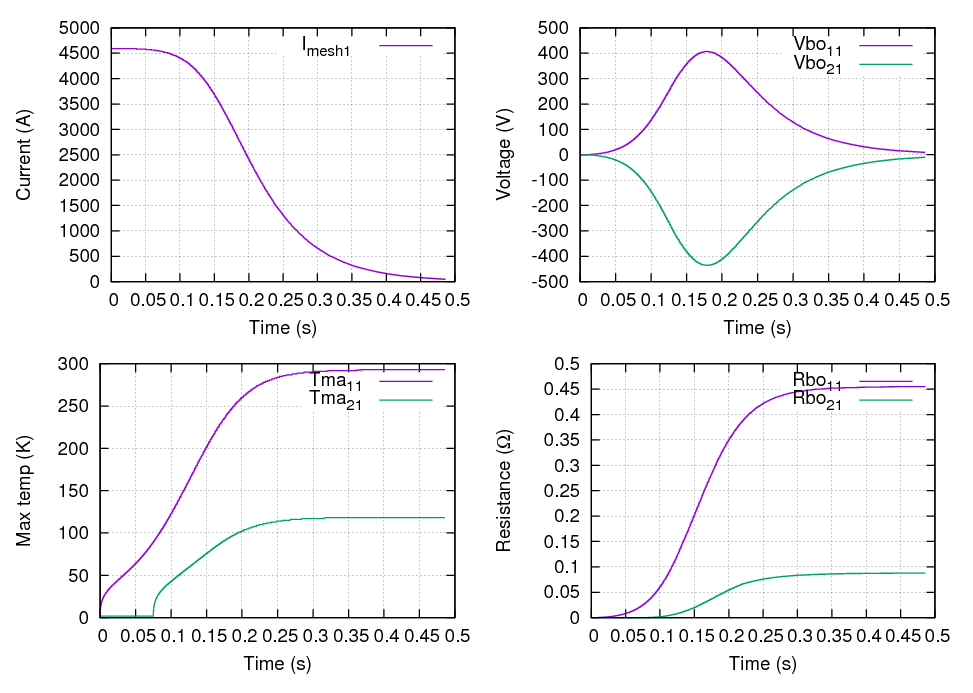 5000
4500
4000
3500
3000
2500
2000
1500
1000
500
0
Current (A)
I_mesh1
0 0.05 0.1 0.15 0.2 0.25 0.3 0.35 0.4 0.45 0.5
Time (s)
500
400
300
200
100
0
-100
-200
-300
-400
-500
Voltage (V)
Vbo_11
Vbo_21
0 0.05 0.1 0.15 0.2 0.25 0.3 0.35 0.4 0.45 0.5
Time (s)
300
250
200
150
100
50
0
Max temp (K)
Tma_11
Tma_21
0 0.05 0.1 0.15 0.2 0.25 0.3 0.35 0.4 0.45 0.5
Time (s)
0.5
0.45
0.4
0.35
0.3
0.25
0.2
0.15
0.1
0.05
0
Resistance (Ω)
Rbo_11
Rbo_21
0 0.05 0.1 0.15 0.2 0.25 0.3 0.35 0.4 0.45 0.5
Time (s)